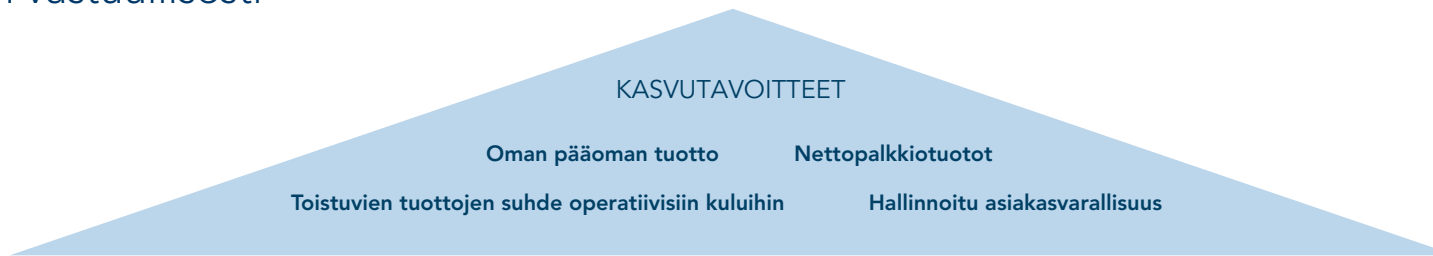 KASVUTAVOITTEET
Oman pääoman tuotto Nettopalkkiotuotot
Toistuvien tuottojen suhde operatiivisiin kuluihin Hallinnoitu asiakasvarallisuus